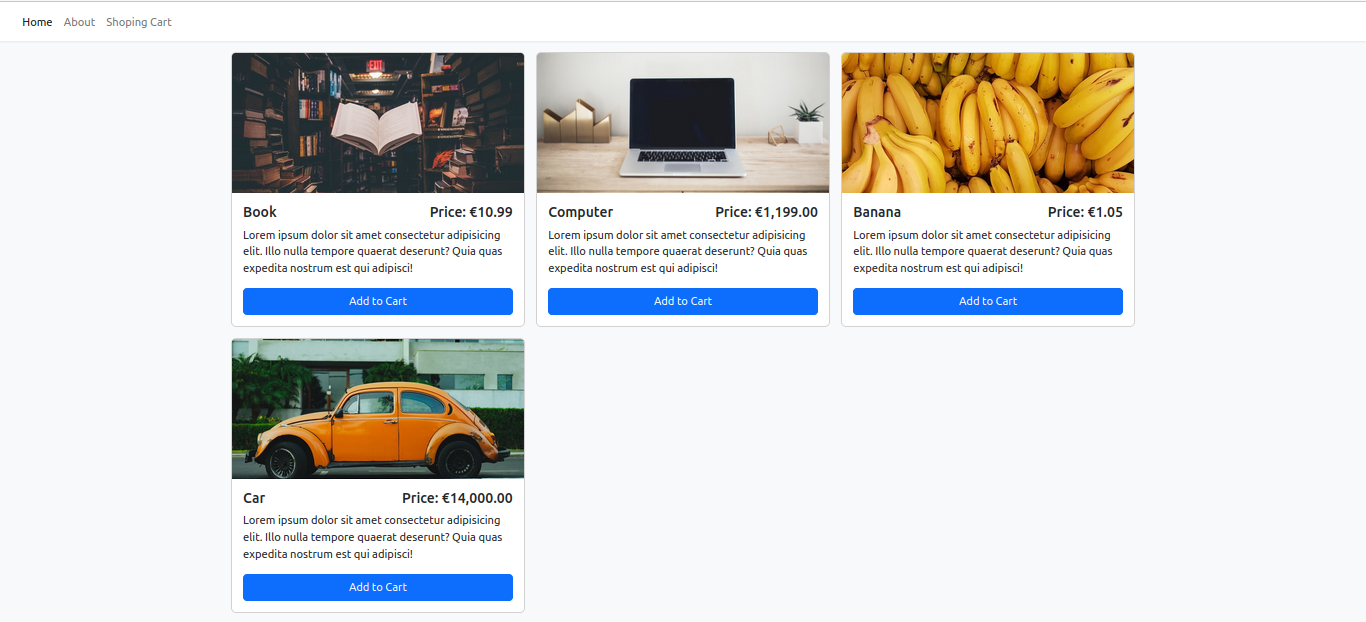 Home About Shoping Cart
EXIT
Book Price: €10.99
Lorem ipsum dolor sit amet consectetur adipisicing
elit. Illo nulla tempore quaerat deserunt? Quia quas
expedita nostrum est qui adipisci!
Add to Cart
Computer Price: €1,199.00
Lorem ipsum dolor sit amet consectetur adipisicing
elit. Illo nulla tempore quaerat deserunt? Quia quas
expedita nostrum est qui adipisci!
Add to Cart
Banana Price: €1.05
Lorem ipsum dolor sit amet consectetur adipisicing
elit. Illo nulla tempore quaerat deserunt? Quia quas
expedita nostrum est qui adipisci!
Add to Cart
Car Price: €14,000.00
Lorem ipsum dolor sit amet consectetur adipisicing
elit. Illo nulla tempore quaerat deserunt? Quia quas
expedita nostrum est qui adipisci!
Add to Cart